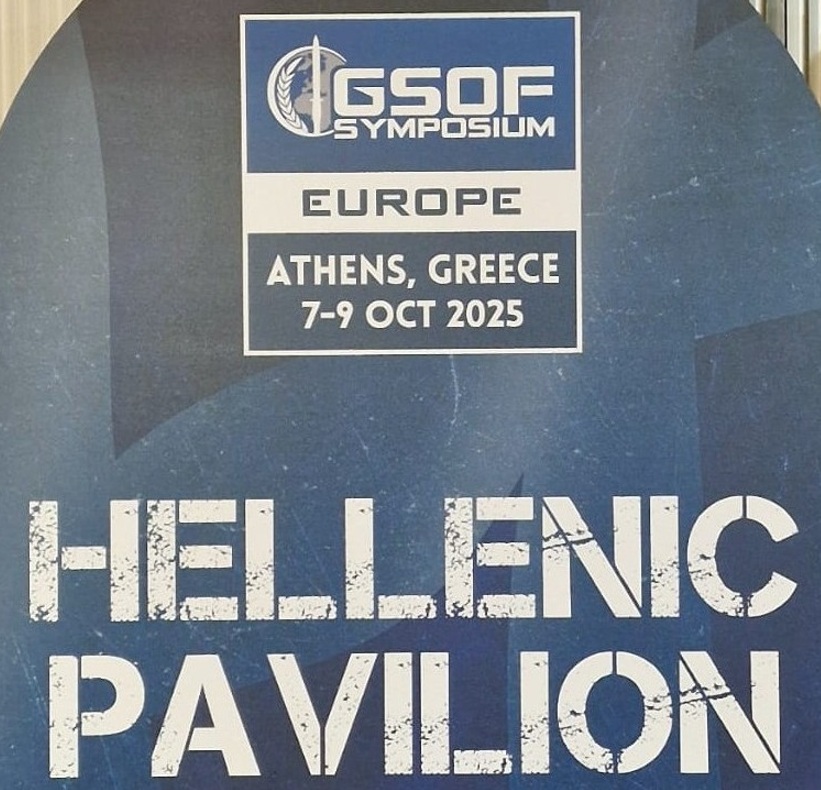 GSOF
SYMPOSIUM
EUROPE
ATHENS, GREECE
7-9 OCT 2025
HELLENIC
PAVILION